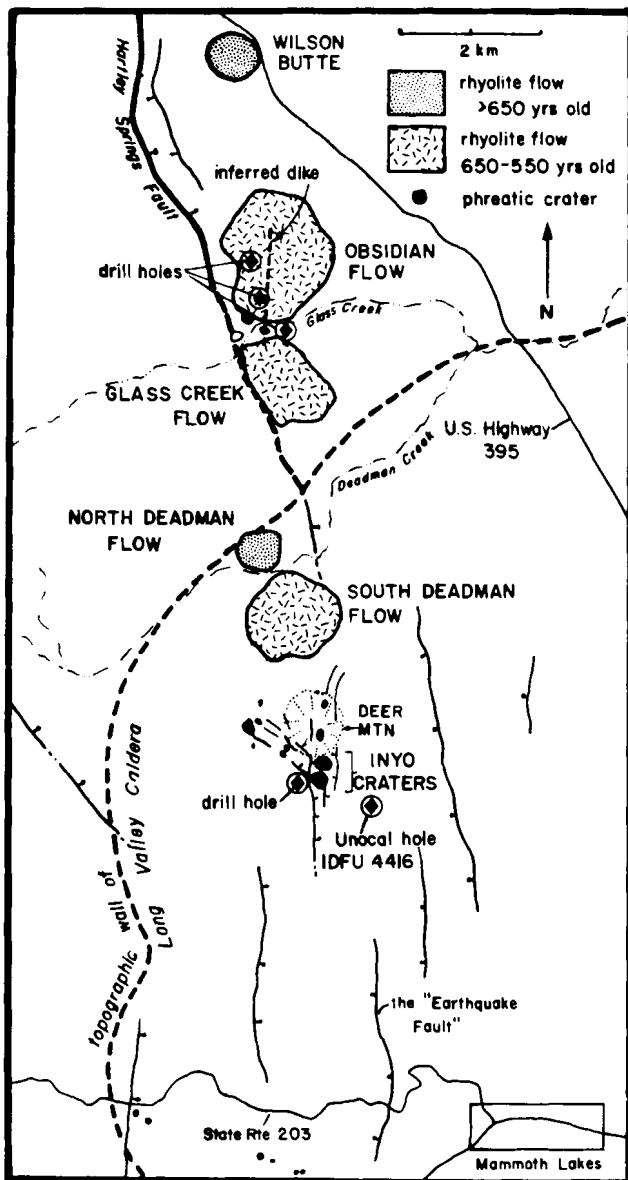 WILSON
BUTTE
2 km
rhyolite flow
>650 yrs old
rhyolite flow
650-550 yrs old
phreatic crater
Hartley Springs Fault
inferred dike
OBSIDIAN
FLOW
drill holes
N
Glass Creek
GLASS CREEK
FLOW
U.S. Highway
395
Deadman Creek
NORTH DEADMAN
FLOW
SOUTH DEADMAN
FLOW
DEER
MTN
INYO
CRATERS
drill hole
Unocal hole
IDFU 4416
topographic wall of
Long Valley Caldera
the "Earthquake
Fault"
State Rte 203
Mammoth Lakes